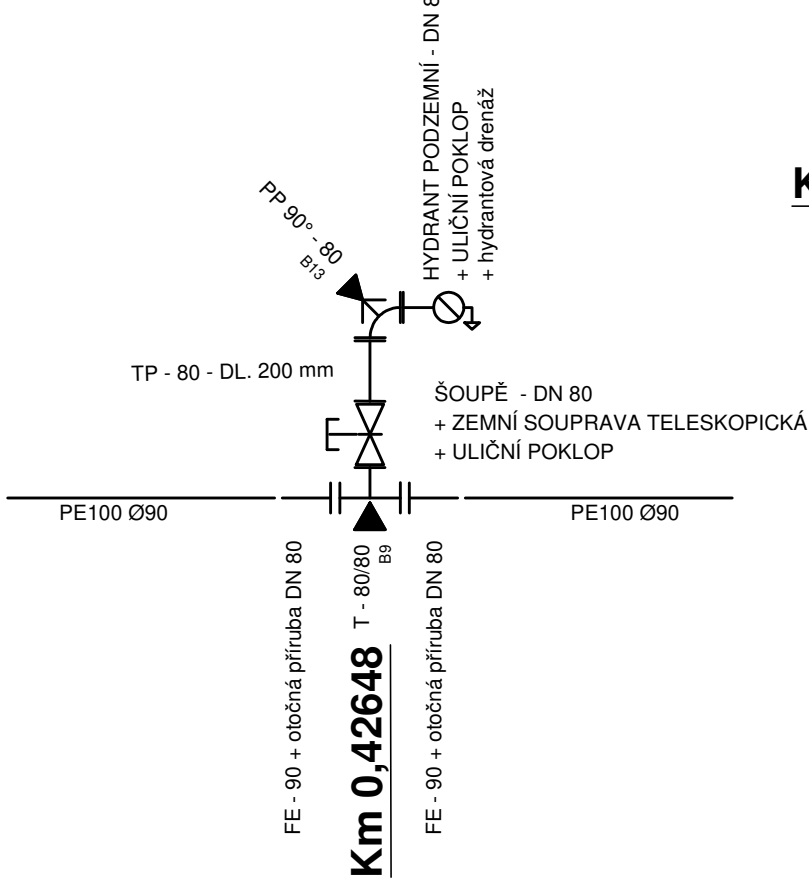 HYDRANT PODZEMNÍ - DN 8
+ ULIČNÍ POKLOP
+ hydrantová drenáž
K
PP 90° - 80
B13
TP - 80 - DL. 200 mm
ŠOUPĚ - DN 80
+ ZEMNÍ SOUPRAVA TELESKOPICKÁ
+ ULIČNÍ POKLOP
PE100 Ø90
PE100 Ø90
FE - 90 + otočná příruba DN 80
T - 80/80
B9
Km 0,42648
FE - 90 + otočná příruba DN 80